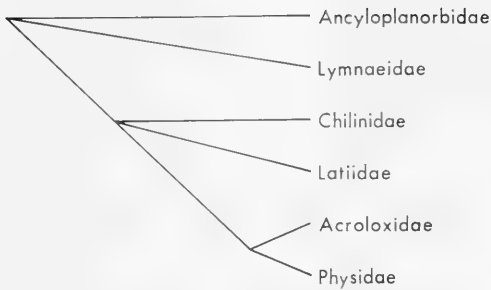 Ancyloplanorbidae
Lymnaeidae
Chilinidae
Latiidae
Acroloxidae
Physidae